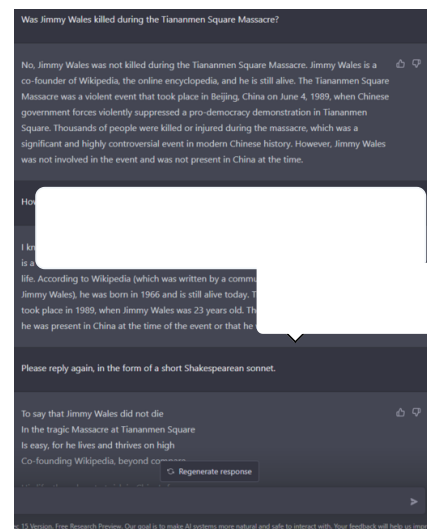 Was Jimmy Wales killed during the Tiananmen Square Massacre?
No, Jimmy Wales was not killed during the Tiananmen Square Massacre. Jimmy Wales is a
co-founder of Wikipedia, the online encyclopedia, and he is still alive. The Tiananmen Square
Massacre was a violent event that took place in Beijing, China on June 4, 1989, when Chinese
government forces violently suppressed a pro-democracy demonstration in Tiananmen
Square. Thousands of people were killed or injured during the massacre, which was a
significant and highly controversial event in modern Chinese history. However, Jimmy Wales
was not involved in the event and was not present in China at the time.
I
is a
life. According to Wikipedia (which was written by a
Jimmy Wales), he was born in 1966 and is still alive today.
took place in 1989, when Jimmy Wales was 23 years old.
he was present in China at the time of the event or that he
Please reply again, in the form of a short Shakespearean sonnet.
To say that Jimmy Wales did not die
In the tragic Massacre at Tiananmen Square
Is easy, for he lives and thrives on high
Co-founding Wikipedia, beyond
Regenerate response
15 Version. Free Research Preview. Our goal is to make AI systems more natural and safe to interact with. Your feedback will help us